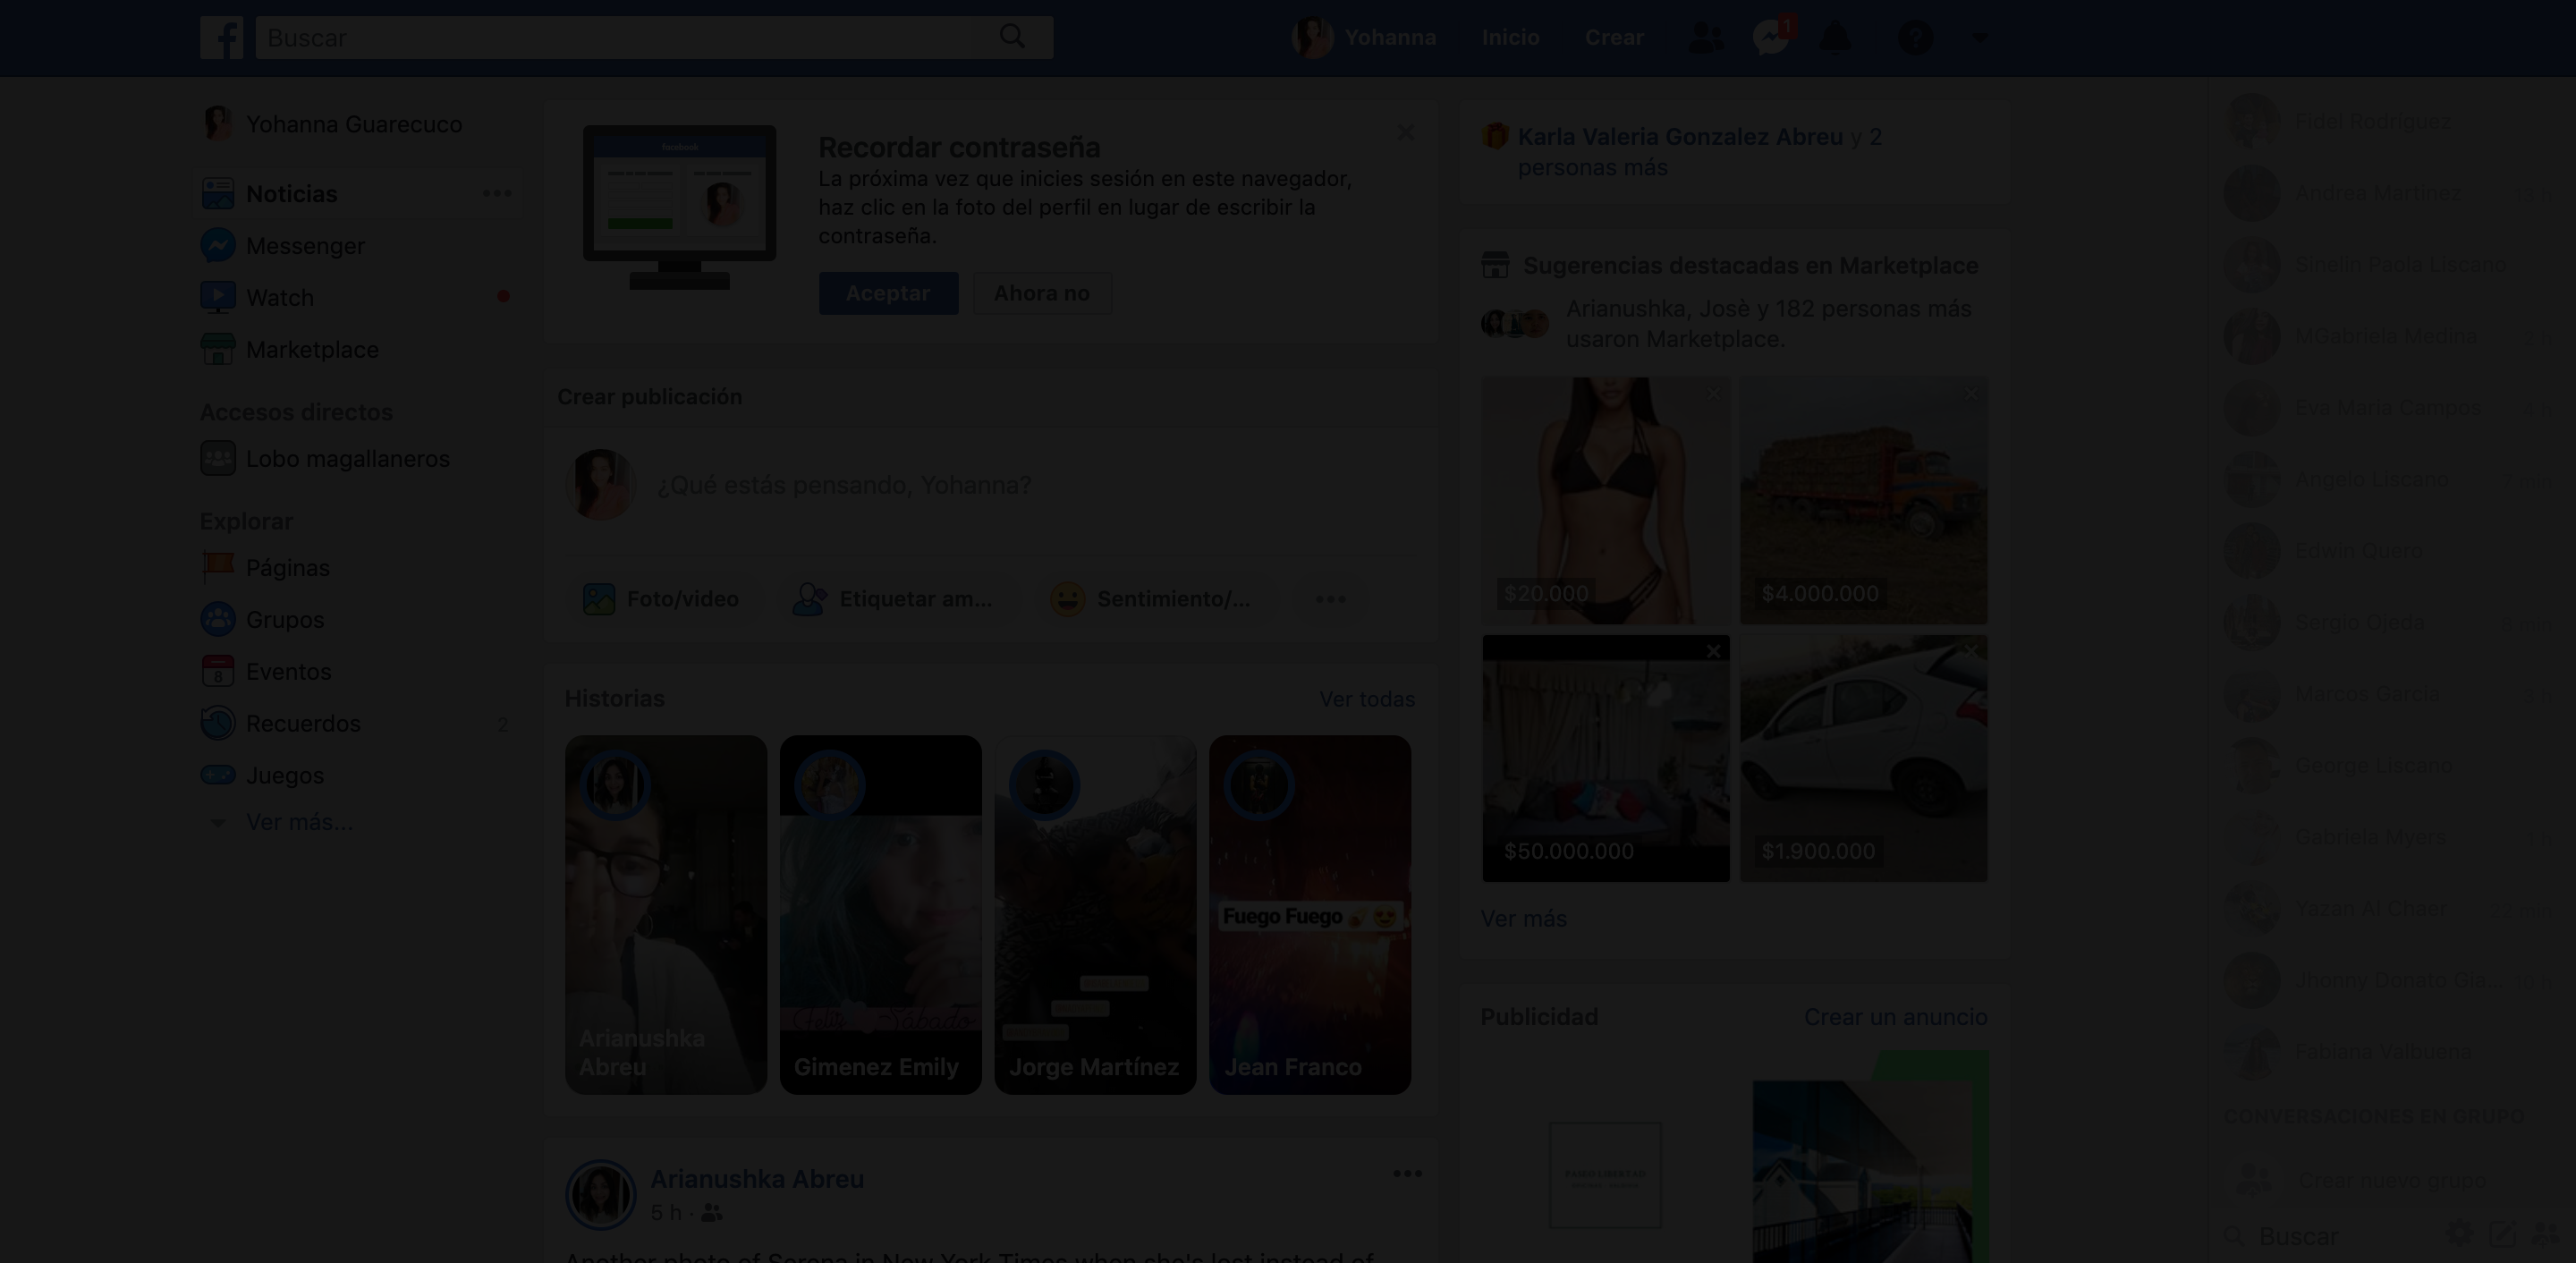 Buscar
Yohanna
Inicio
Crear
1
Yohanna Guarecuco
Noticias
Messenger
Watch
Marketplace
Accesos directos
Lobo magallaneros
Explorar
Páginas
Grupos
8
Eventos
Recuerdos
2
Juegos
Ver más...
facebook
Recordar contraseña
La próxima vez que inicies sesión en este navegador,
haz clic en la foto del perfil en lugar de escribir la
contraseña.
Aceptar
Ahora no
Crear publicación
¿Qué estás pensando, Yohanna?
Foto/video
Etiquetar am...
Sentimiento/...
Historias
Ver todas
Fuego Fuego
Feliz Sábado
Arianushka
Abreu
Gimenez Emily
Jorge Martínez
Jean Franco
Arianushka Abreu
5 h ·
Another photo of Serena in New York Times when she's lost instead of
Karla Valeria Gonzalez Abreu y 2
personas más
Sugerencias destacadas en Marketplace
Arianushka, Josè y 182 personas más
usaron Marketplace.
$20.000
$4.000.000
$50.000.000
$1.900.000
Ver más
Publicidad
Crear un anuncio
Fidel Rodriguez
Andrea Martinez
Sinelin Paola Liscano
MGabriela Medina
Eva Maria Campos
Angelo Liscano
Edwin Quero
Sergio Ojeda
Marcos Garcia
George Liscano
Gabriela Myers
Yazan Al Chaer
22 min
Jhonny Donato Gia...
Fabiana Valbuena
CONVERSACIONES EN GRUPO
Crear nuevo grupo
Buscar